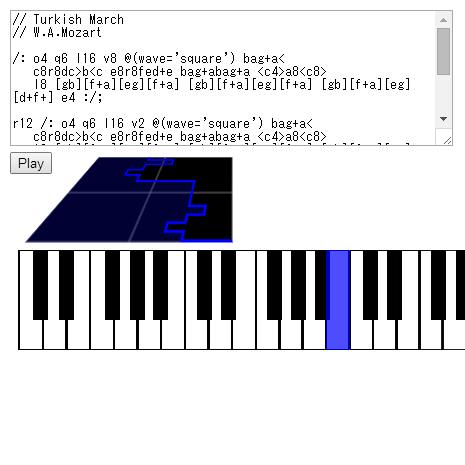 // Turkish March
// W.A.Mozart
/: o4 q6 l16 v8 @(wave='square') bag+a<
c8r8dc>b<c e8r8fed+e bag+abag+a <c4>a8<c8>
l8 [gb][f+a][eg][f+a] [gb][f+a][eg][f+a] [gb][f+a][eg]
[d+f+] e4 :/;
r12 /: o4 q6 l16 v2 @(wave='square') bag+a<
c8r8dc>b<c e8r8fed+e bag+abag+a <c4>a8<c8>
Play